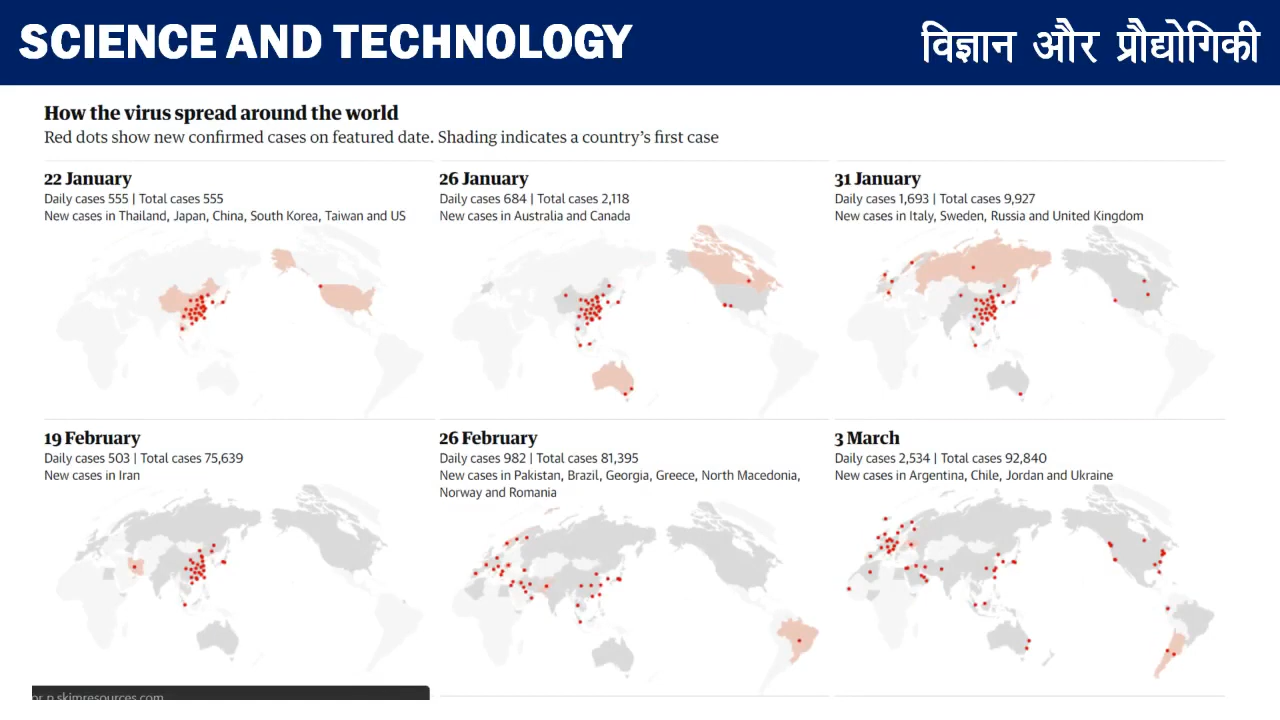 SCIENCE AND TECHNOLOGY
विज्ञान और प्रौद्योगिकी
How the virus spread around the world
Red dots show new confirmed cases on featured date. Shading indicates a country's first case
22 January
Daily cases 555 | Total cases 555
New cases in Thailand, Japan, China, South Korea, Taiwan and US
26 January
Daily cases 684 | Total cases 2,118
New cases in Australia and Canada
31 January
Daily cases 1,693 | Total cases 9,927
New cases in Italy, Sweden, Russia and United Kingdom
19 February
Daily cases 503 | Total cases 75,639
New cases in Iran
26 February
Daily cases 982 | Total cases 81,395
New cases in Pakistan, Brazil, Georgia, Greece, North Macedonia,
Norway and Romania
3 March
Daily cases 2,534 | Total cases 92,840
New cases in Argentina, Chile, Jordan and Ukraine
or p.skimresources.com